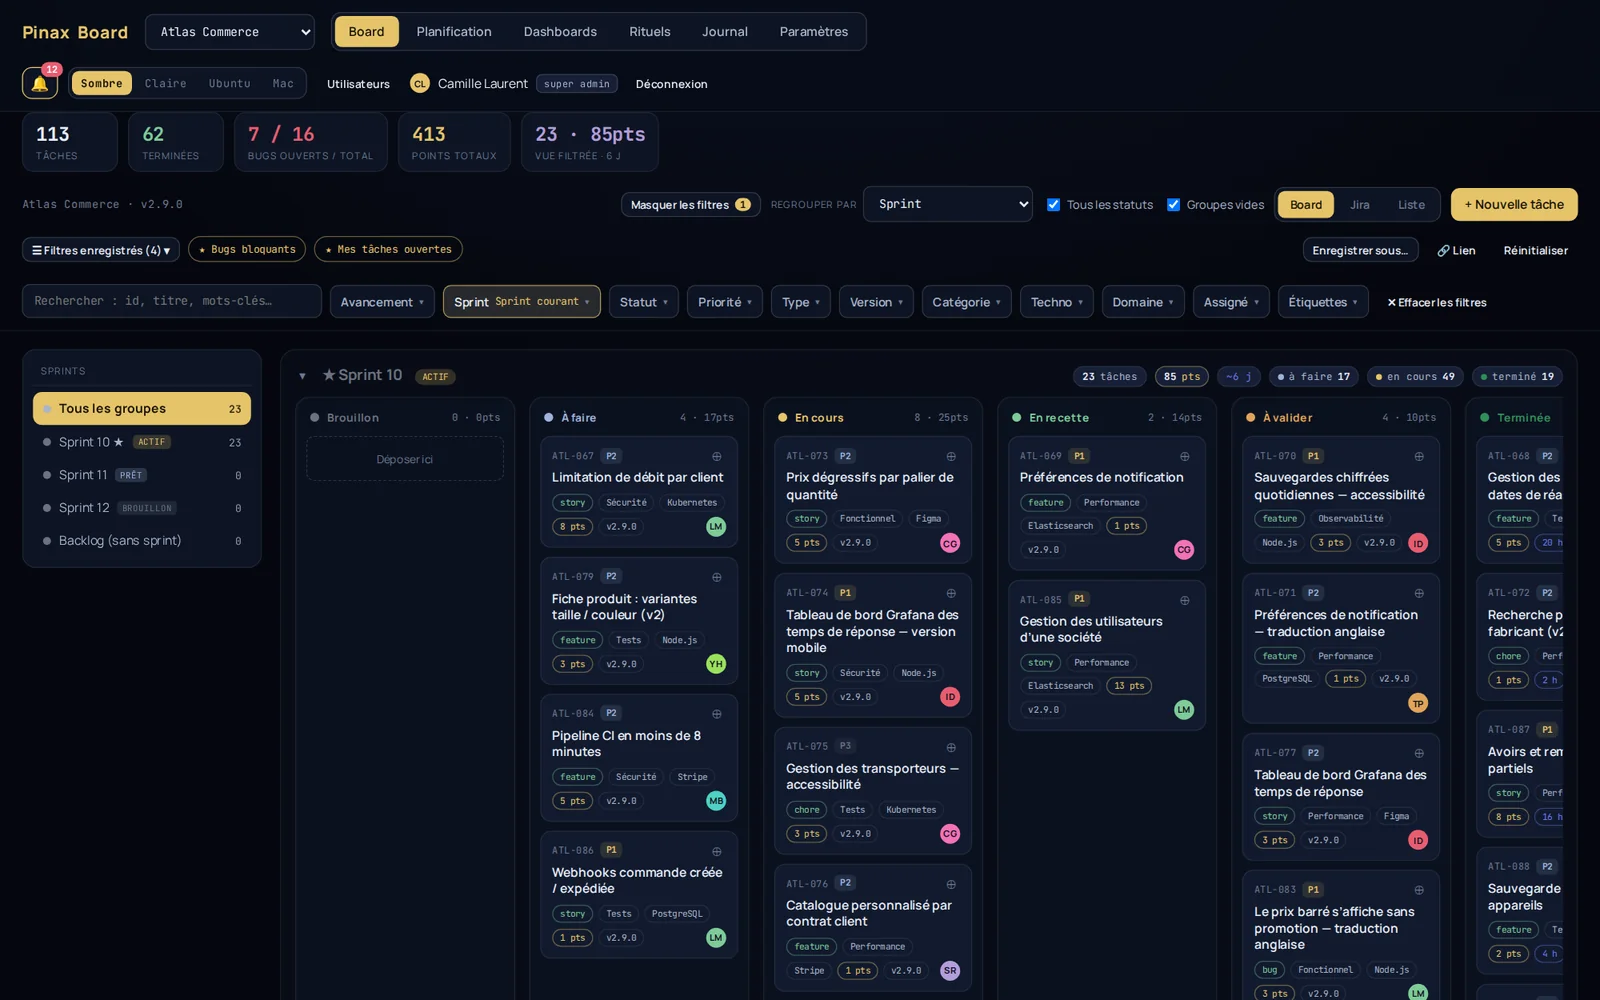 Pinax Board
Atlas Commerce
Board Planification Dashboards Rituels Journal Paramètres
12
Sombre Claire Ubuntu Mac
Utilisateurs
CL Camille Laurent super admin
Déconnexion
113
TÂCHES
62
TERMINÉES
7 / 16
BUGS OUVERTS / TOTAL
413
POINTS TOTAUX
23 · 85pts
VUE FILTRÉE · 6 J
Atlas Commerce · v2.9.0
Masquer les filtres 1
REGROUPER PAR Sprint
Tous les statuts
Groupes vides
Board Jira Liste
+ Nouvelle tâche
☰ Filtres enregistrés (4) ▾
★ Bugs bloquants
★ Mes tâches ouvertes
Enregistrer sous…
🔗 Lien
Réinitialiser
Rechercher : id, titre, mots-clés…
Avancement ▾
Sprint Sprint courant ▾
Statut ▾
Priorité ▾
Type ▾
Version ▾
Catégorie ▾
Techno ▾
Domaine ▾
Assigné ▾
Étiquettes ▾
✕ Effacer les filtres
SPRINTS
Tous les groupes 23
Sprint 10 ★ ACTIF 23
Sprint 11 PRÊT 0
Sprint 12 BROUILLON 0
Backlog (sans sprint) 0
▾ ★ Sprint 10 ACTIF
23 tâches
85 pts
~6 j
à faire 17
en cours 49
terminé 19
Brouillon 0 · 0pts
Déposer ici
À faire 4 · 17pts
ATL-067 P2
Limitation de débit par client
story Sécurité Kubernetes
8 pts v2.9.0 LM
ATL-079 P2
Fiche produit : variantes
taille / couleur (v2)
feature Tests Node.js
3 pts v2.9.0 YH
ATL-084 P2
Pipeline CI en moins de 8
minutes
feature Sécurité Stripe
5 pts v2.9.0 MB
ATL-086 P1
Webhooks commande créée
/ expédiée
story Tests PostgreSQL
1 pts v2.9.0 LM
En cours 8 · 25pts
ATL-073 P2
Prix dégressifs par palier de
quantité
story Fonctionnel Figma
5 pts v2.9.0 CG
ATL-074 P1
Tableau de bord Grafana des
temps de réponse — version
mobile
story Sécurité Node.js
5 pts v2.9.0 ID
ATL-075 P3
Gestion des transporteurs —
accessibilité
chore Tests Kubernetes
3 pts v2.9.0 CG
ATL-076 P2
Catalogue personnalisé par
contrat client
feature Performance
Stripe 1 pts v2.9.0 SR
En recette 2 · 14pts
ATL-069 P1
Préférences de notification
feature Performance
Elasticsearch 1 pts
v2.9.0 CG
ATL-085 P1
Gestion des utilisateurs
d'une société
story Performance
Elasticsearch 13 pts
v2.9.0 LM
À valider 4 · 10pts
ATL-070 P1
Sauvegardes chiffrées
quotidiennes — accessibilité
feature Observabilité
Node.js 3 pts v2.9.0 ID
ATL-071 P2
Préférences de notification
— traduction anglaise
feature Performance
PostgreSQL 1 pts v2.9.0
TP
ATL-077 P2
Tableau de bord Grafana des
temps de réponse
story Performance Figma
3 pts v2.9.0 ID
ATL-083 P1
Le prix barré s'affiche sans
promotion — traduction
anglaise
bug Fonctionnel Node.js
3 pts v2.9.0 LM
Terminée
ATL-068 P2
Gestion des
dates de réa
feature Te
5 pts 20 h
ATL-072 P2
Recherche p
fabricant (v2
chore Perf
1 pts 2 h
ATL-087 P1
Avoirs et rem
partiels
story Perf
8 pts 16 h
ATL-088 P2
Sauvegarde
appareils
feature Te
2 pts 4 h